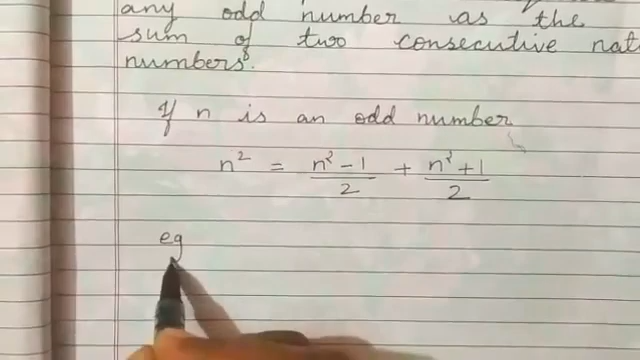 any odd number as the
sum of two consecutive
numbers.
If n is an odd number
n² = n²-1/2 + n²+1/2
eg